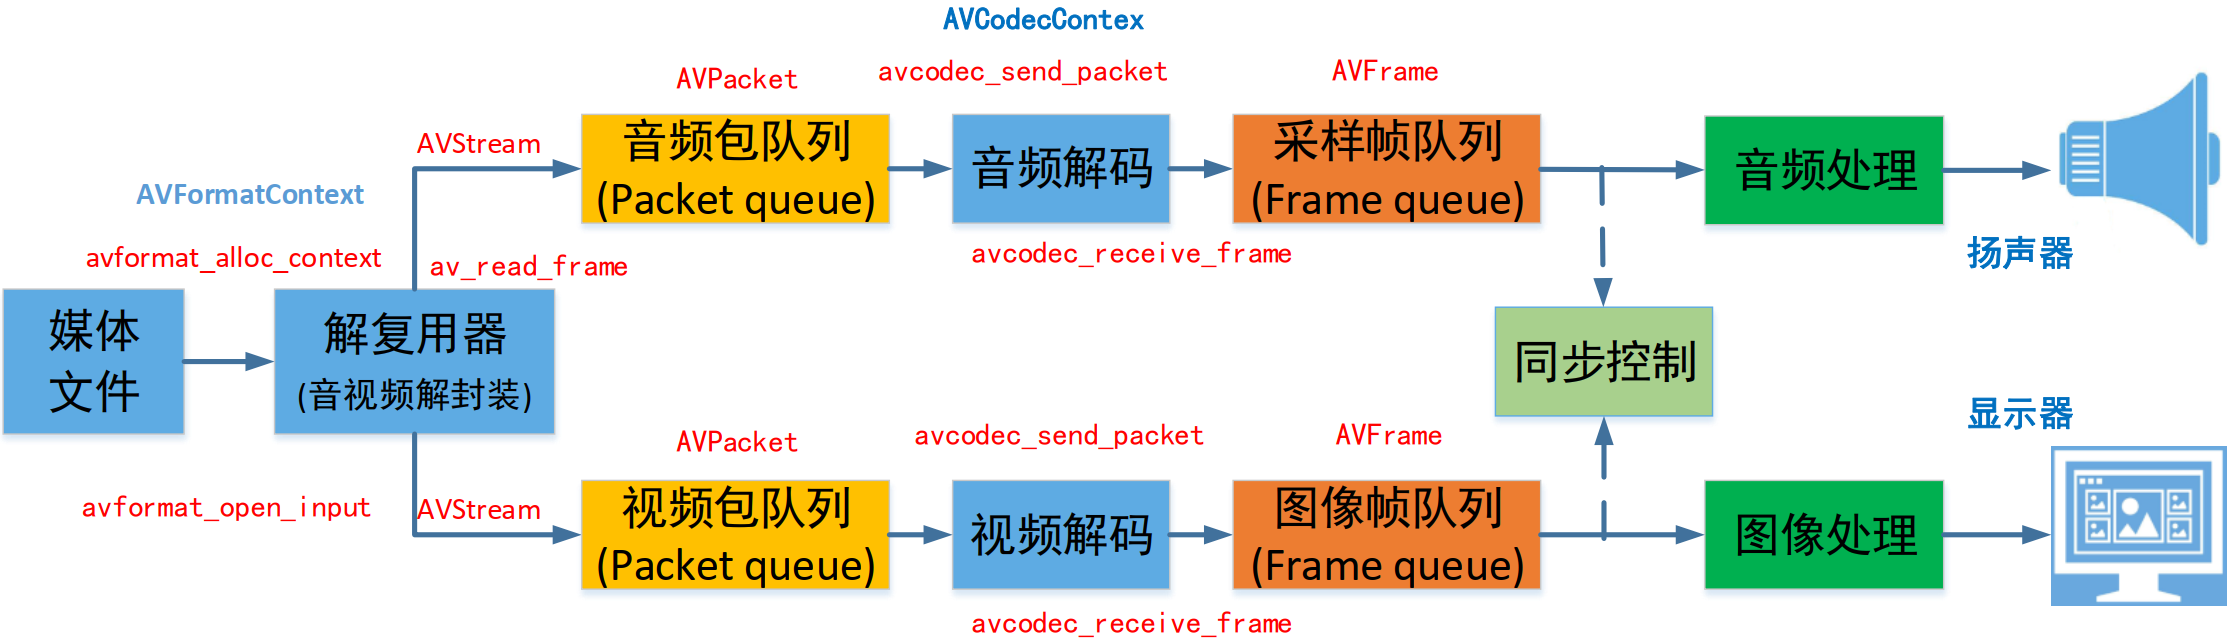 AVCodecContex
AVPacket
avcodec_send_packet
AVFrame
AVStream
音频包队列
(Packet queue)
音频解码
采样帧队列
(Frame queue)
音频处理
AVFormatContext
avformat_alloc_context
av_read_frame
avcodec_receive_frame
扬声器
媒体
文件
解复用器
(音视频解封装)
同步控制
显示器
AVPacket
avcodec_send_packet
AVFrame
avformat_open_input
AVStream
视频包队列
(Packet queue)
视频解码
图像帧队列
(Frame queue)
图像处理
avcodec_receive_frame